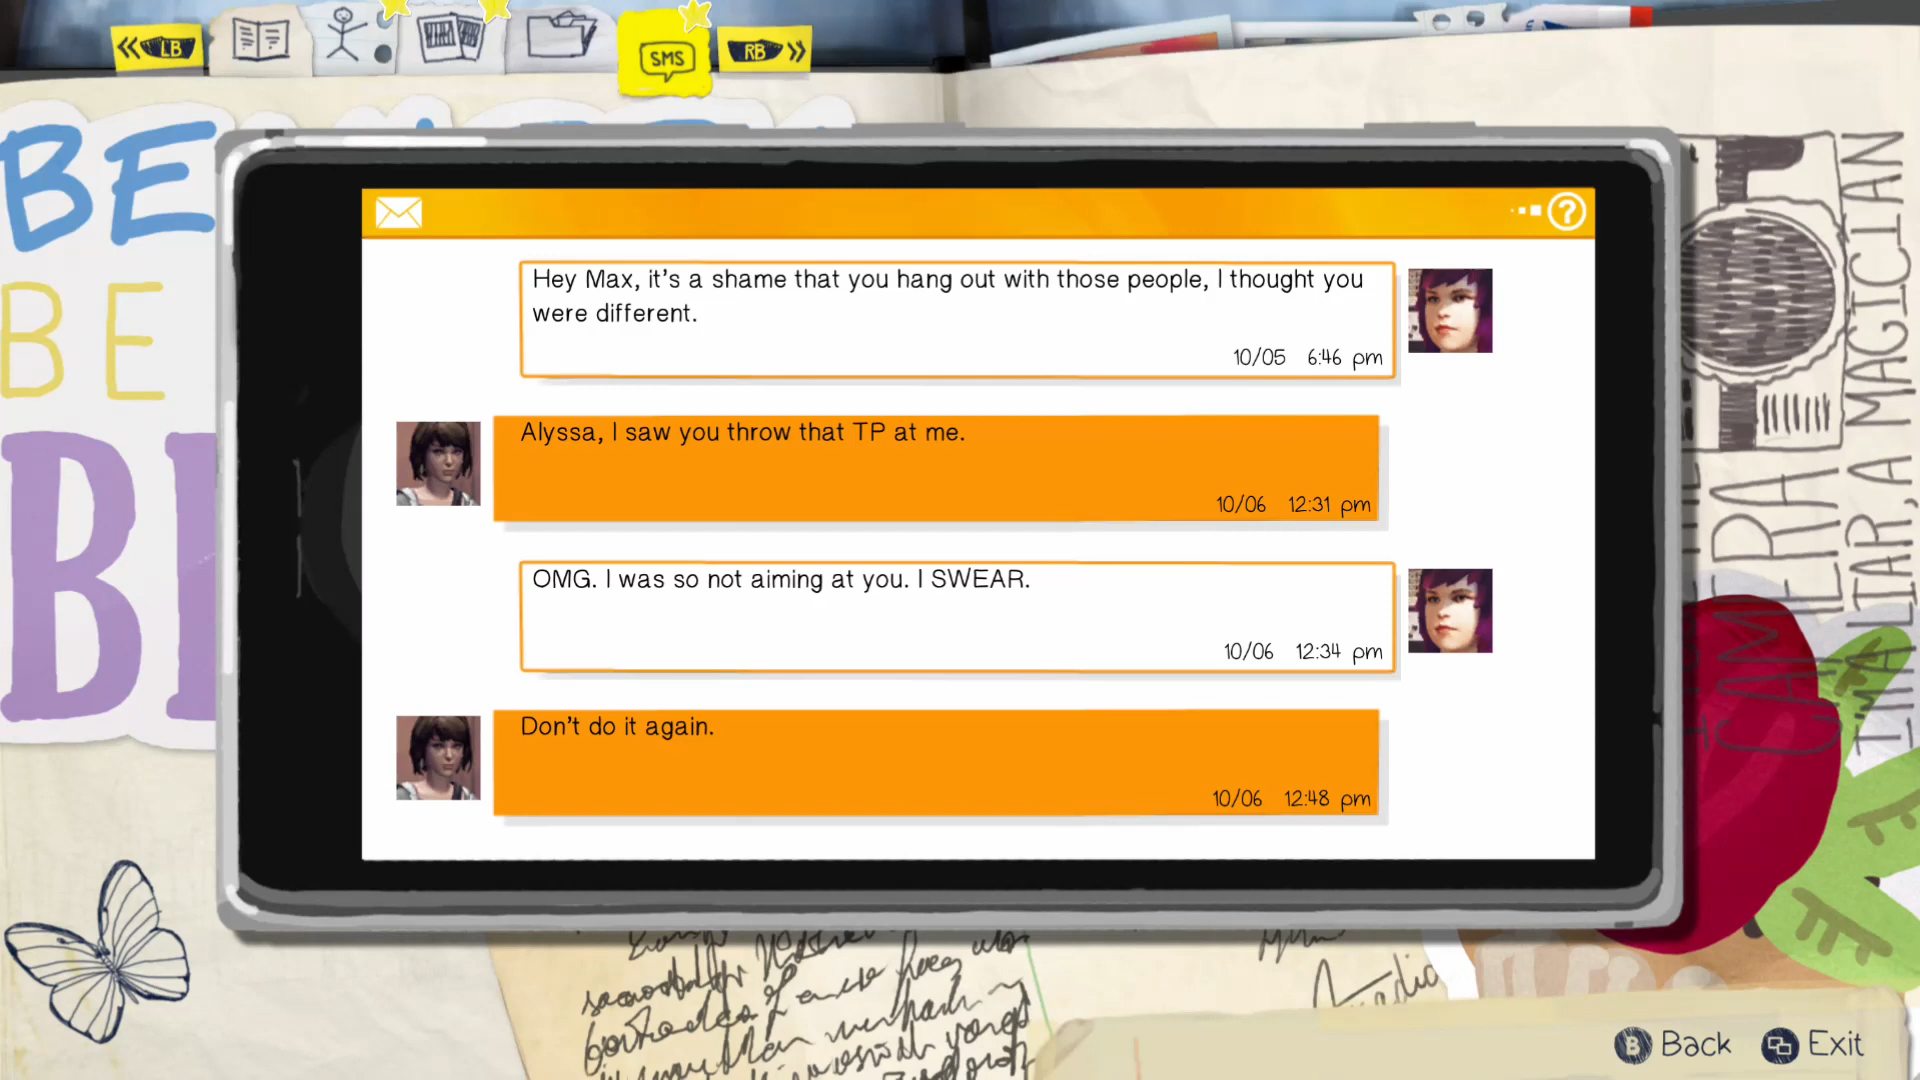 LB
SMS
RB
BE
BE
Hey Max, it's a shame that you hang out with those people, I thought you
were different.
10/05 6:46 pm
Alyssa, I saw you throw that TP at me.
10/06 12:31 pm
OMG. I was so not aiming at you. I SWEAR.
10/06 12:34 pm
Don't do it again.
10/06 12:48 pm
CAMERA
LIAR, A MAGICIAN
B Back
Exit